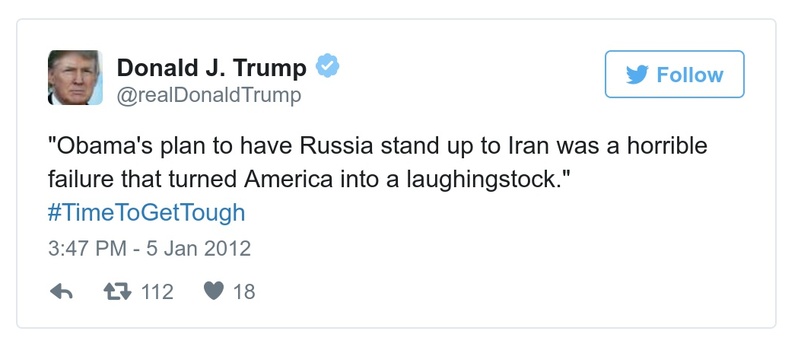 Donald J. Trump
Follow
@realDonaldTrump
"Obama's plan to have Russia stand up to Iran was a horrible
failure that turned America into a laughingstock."
#TimeToGetTough
3:47 PM - 5 Jan 2012
112 18